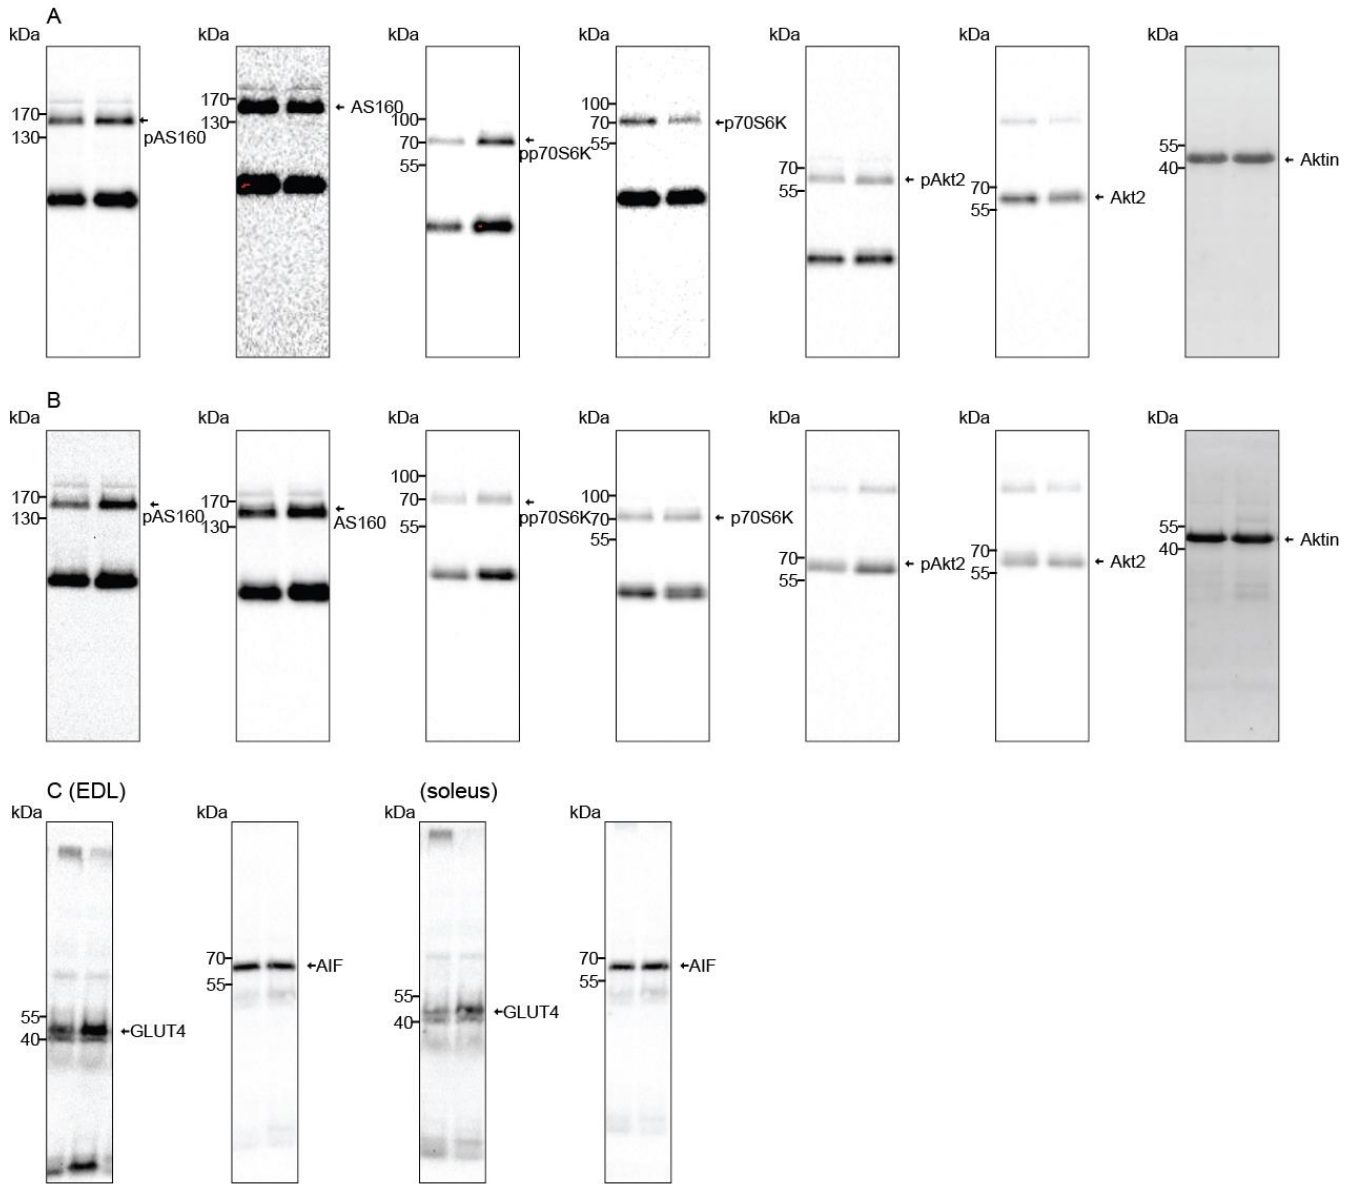 A
kDa kDa kDa kDa kDa kDa kDa
170
130
pAS160
170
130
AS160
100
70
55
pp70S6K
100
70
55
p70S6K
70
55
pAkt2
70
55
Akt2
55
40
Aktin
B
kDa kDa kDa kDa kDa kDa kDa
170
130
pAS160
170
130
AS160
100
70
55
pp70S6K
100
70
55
p70S6K
70
55
pAkt2
70
55
Akt2
55
40
Aktin
C (EDL) (soleus)
kDa kDa kDa kDa
55
40
GLUT4
70
55
AIF
55
40
GLUT4
70
55
AIF